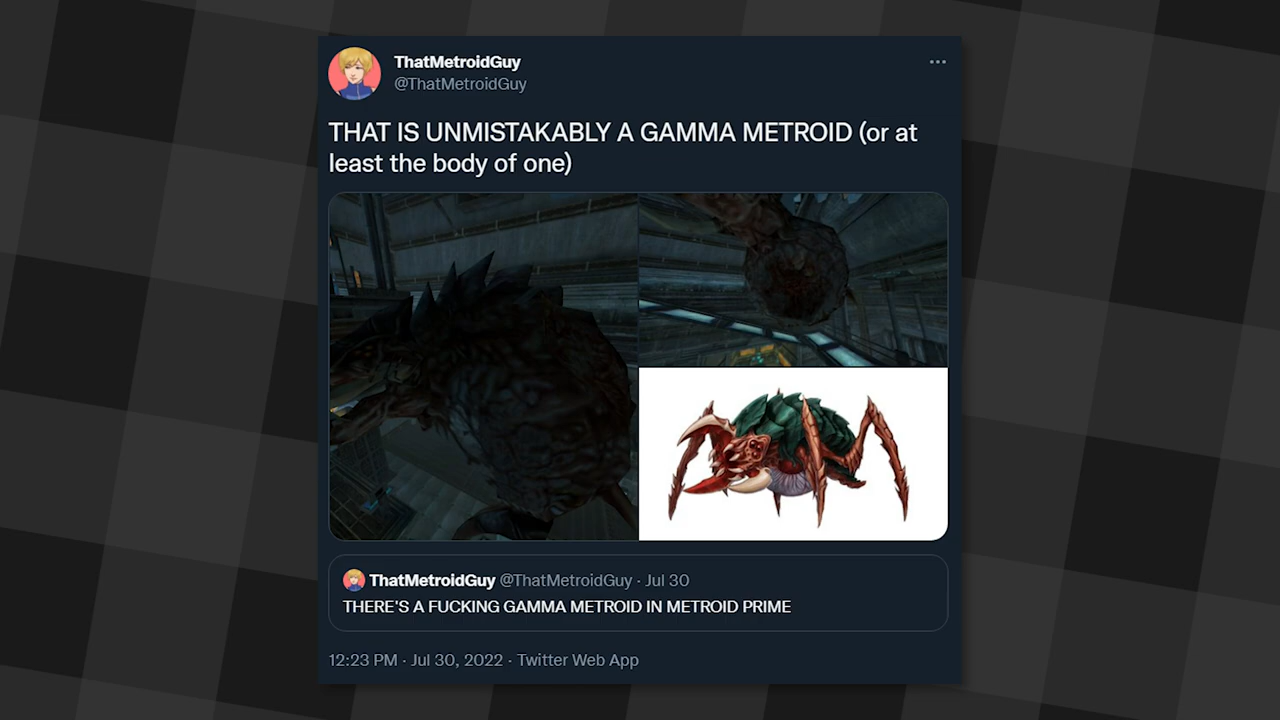 ThatMetroidGuy
@ThatMetroidGuy
THAT IS UNMISTAKABLY A GAMMA METROID (or at
least the body of one)
ThatMetroidGuy @ThatMetroidGuy · Jul 30
THERE'S A FUCKING GAMMA METROID IN METROID PRIME
12:23 PM · Jul 30, 2022 · Twitter Web App